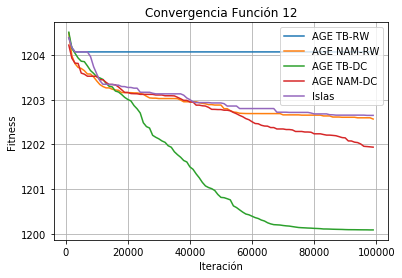 Convergencia Función 12
1204
1203
1202
1201
1200
Fitness
AGE TB-RW
AGE NAM-RW
AGE TB-DC
AGE NAM-DC
Islas
0
20000
40000
60000
80000
100000
Iteración